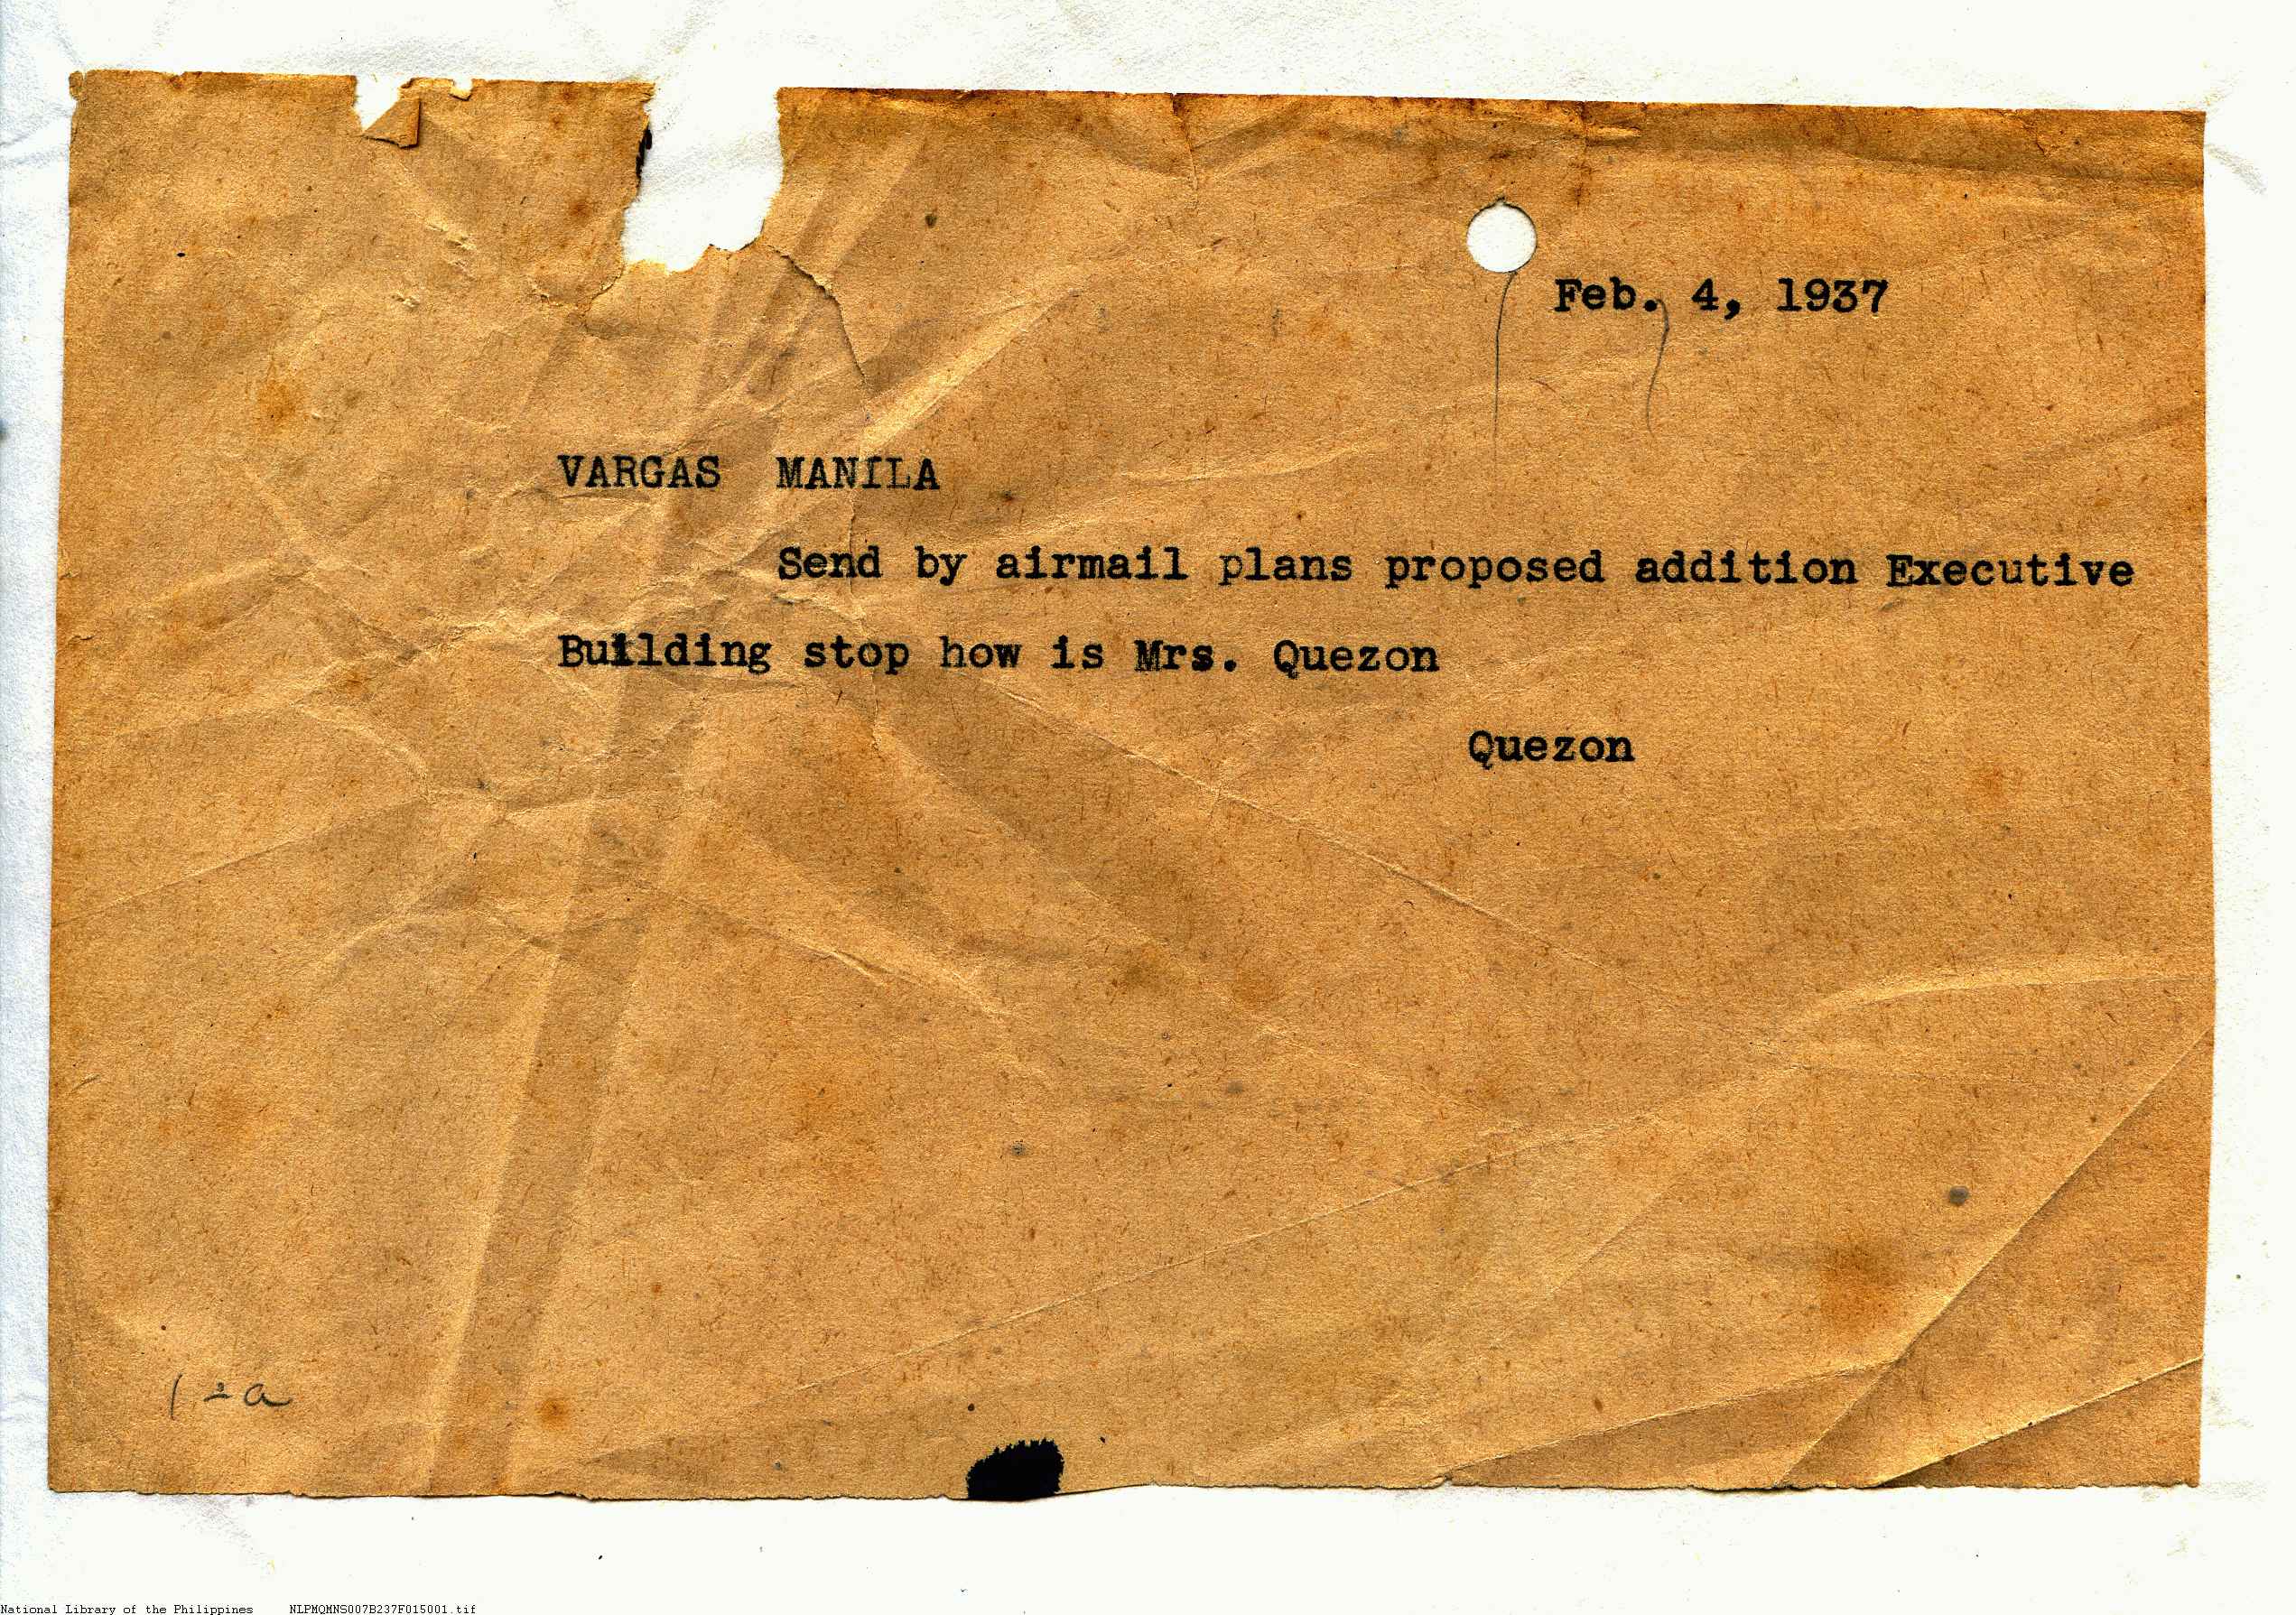 Feb. 4, 1937
VARGAS MANILA
Send by airmail plans proposed addition Executive
Building stop how is Mrs. Quezon
Quezon
1-a
National Library of the Philippines NLPMQMNS007B237F015001.tif